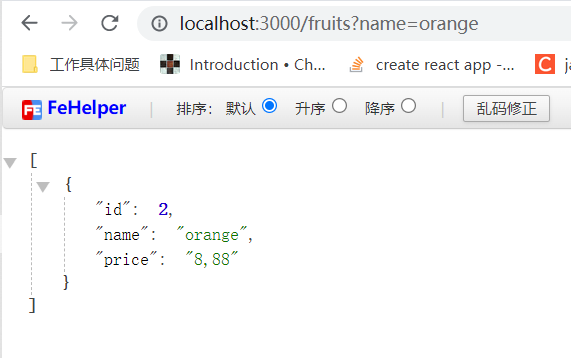 localhost:3000/fruits?name=orange
工作具体问题 Introduction • Ch... create react app -... ja
FeHelper | 排序: 默认 升序 降序 | 乱码修正
[
{
"id": 2,
"name": "orange",
"price": "8,88"
}
]